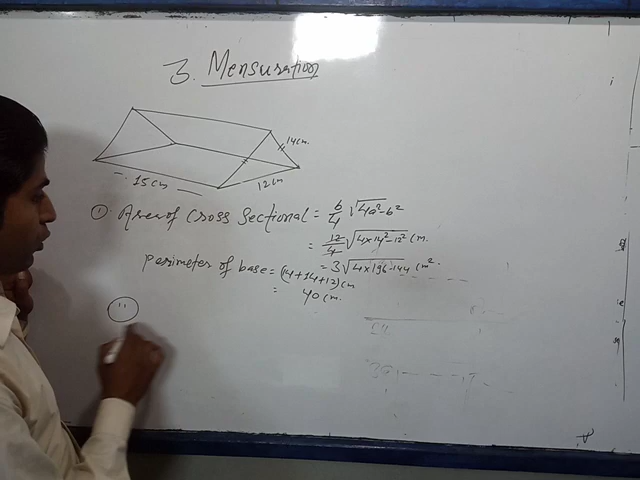 3. Mensuration
14cm.
15cm
12cm
(i) Area of Cross Sectional = b/4 √4a²-b²
= 12/4 √4×14²-12² cm.
= 3√4×196-144 cm².
Perimeter of base = (14+14+12)cm
= 40 cm.
(ii)